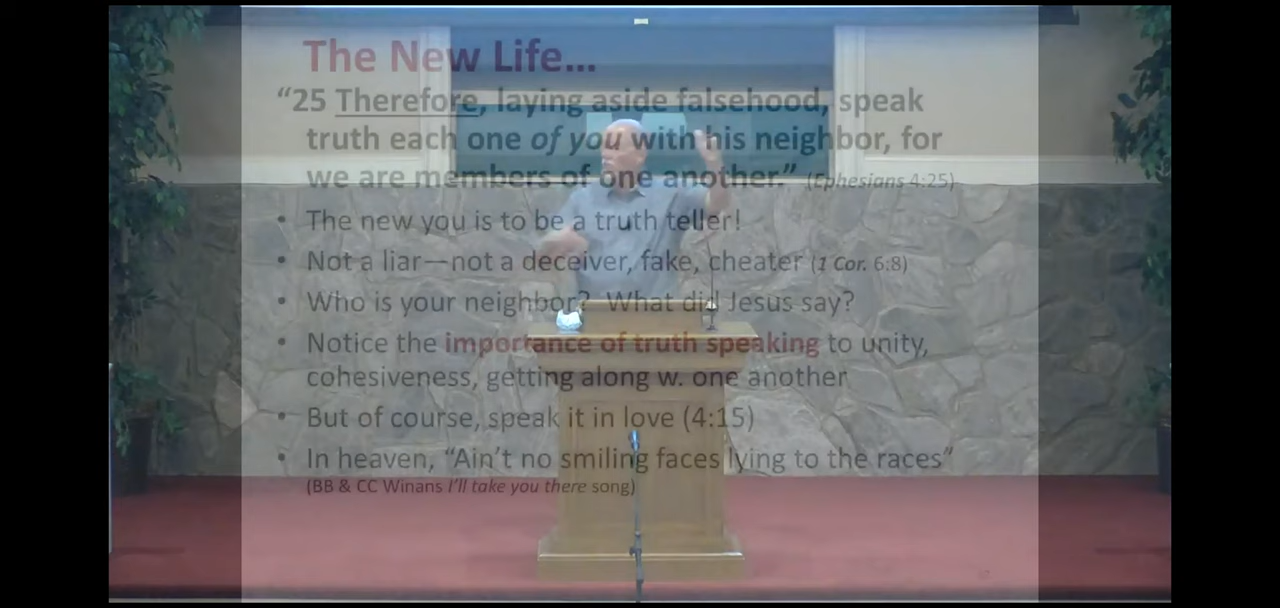 The New Life...
“25 Therefore, laying aside falsehood, speak
truth each one of you with his neighbor, for
we are members of one another.” (Ephesians 4:25)
• The new you is to be a truth teller!
• Not a liar—not a deceiver, fake, cheater (1 Cor. 6:8)
• Who is your neighbor? What did Jesus say?
• Notice the importance of truth speaking to unity,
cohesiveness, getting along w. one another
• But of course, speak it in love (4:15)
• In heaven, “Ain’t no smiling faces lying to the races”
(BB & CC Winans I’ll take you there song)